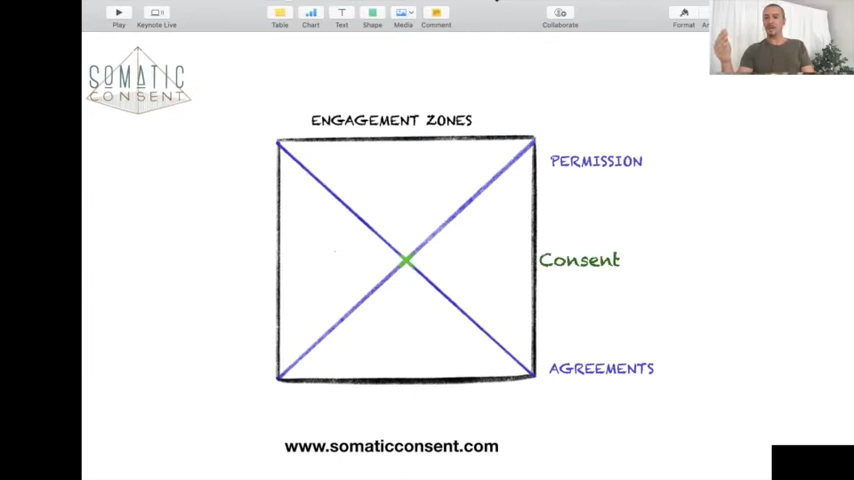 Play
Keynote Live
Table
Chart
Text
Shape
Media
Comment
Collaborate
Format
SOMATIC
CONSENT
ENGAGEMENT ZONES
PERMISSION
Consent
AGREEMENTS
www.somaticconsent.com